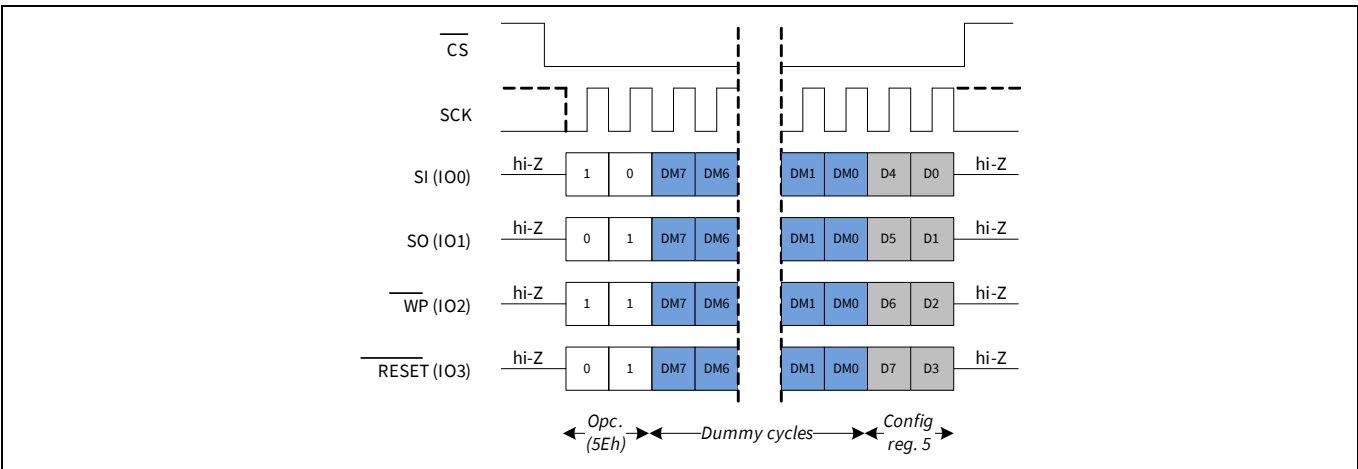 CS
SCK
SI (IO0) hi-Z 1 0 DM7 DM6 DM1 DM0 D4 D0 hi-Z
SO (IO1) hi-Z 0 1 DM7 DM6 DM1 DM0 D5 D1 hi-Z
WP (IO2) hi-Z 1 1 DM7 DM6 DM1 DM0 D6 D2 hi-Z
RESET (IO3) hi-Z 0 1 DM7 DM6 DM1 DM0 D7 D3 hi-Z
Opc. Dummy cycles Config
(5Eh) reg. 5